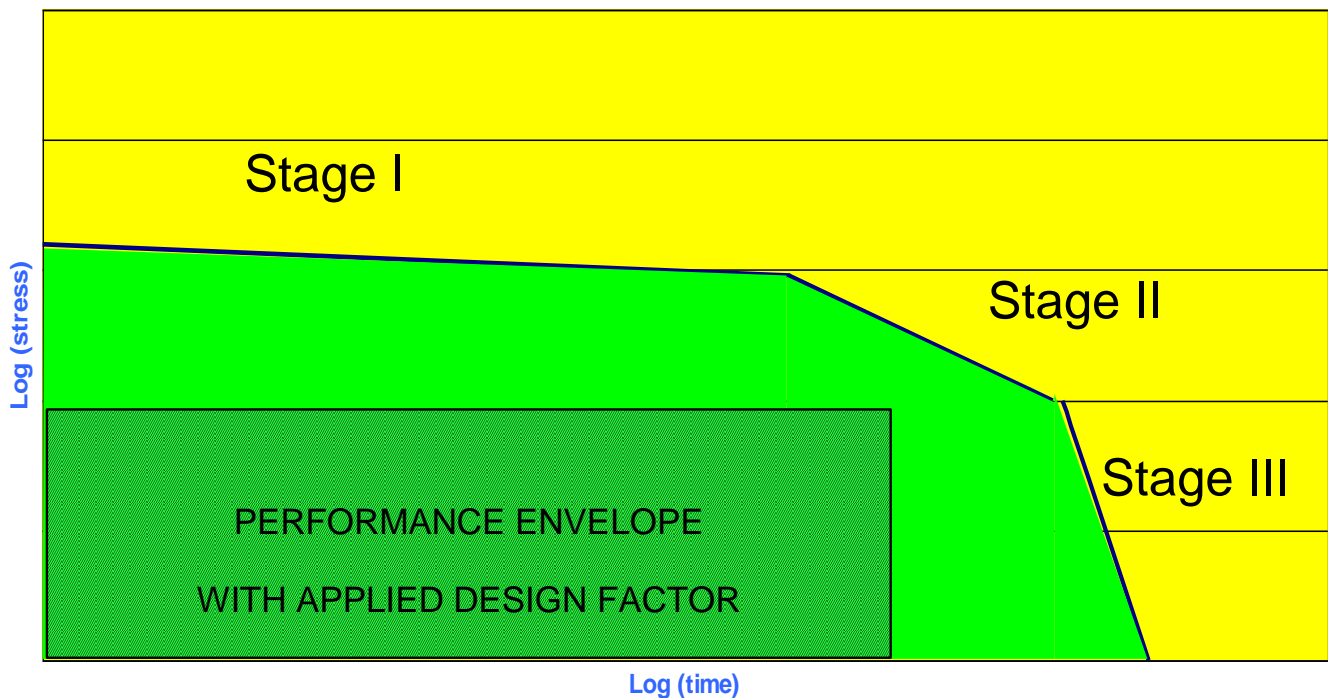 Stage I
Stage II
Log (stress)
Stage III
PERFORMANCE ENVELOPE
WITH APPLIED DESIGN FACTOR
Log (time)